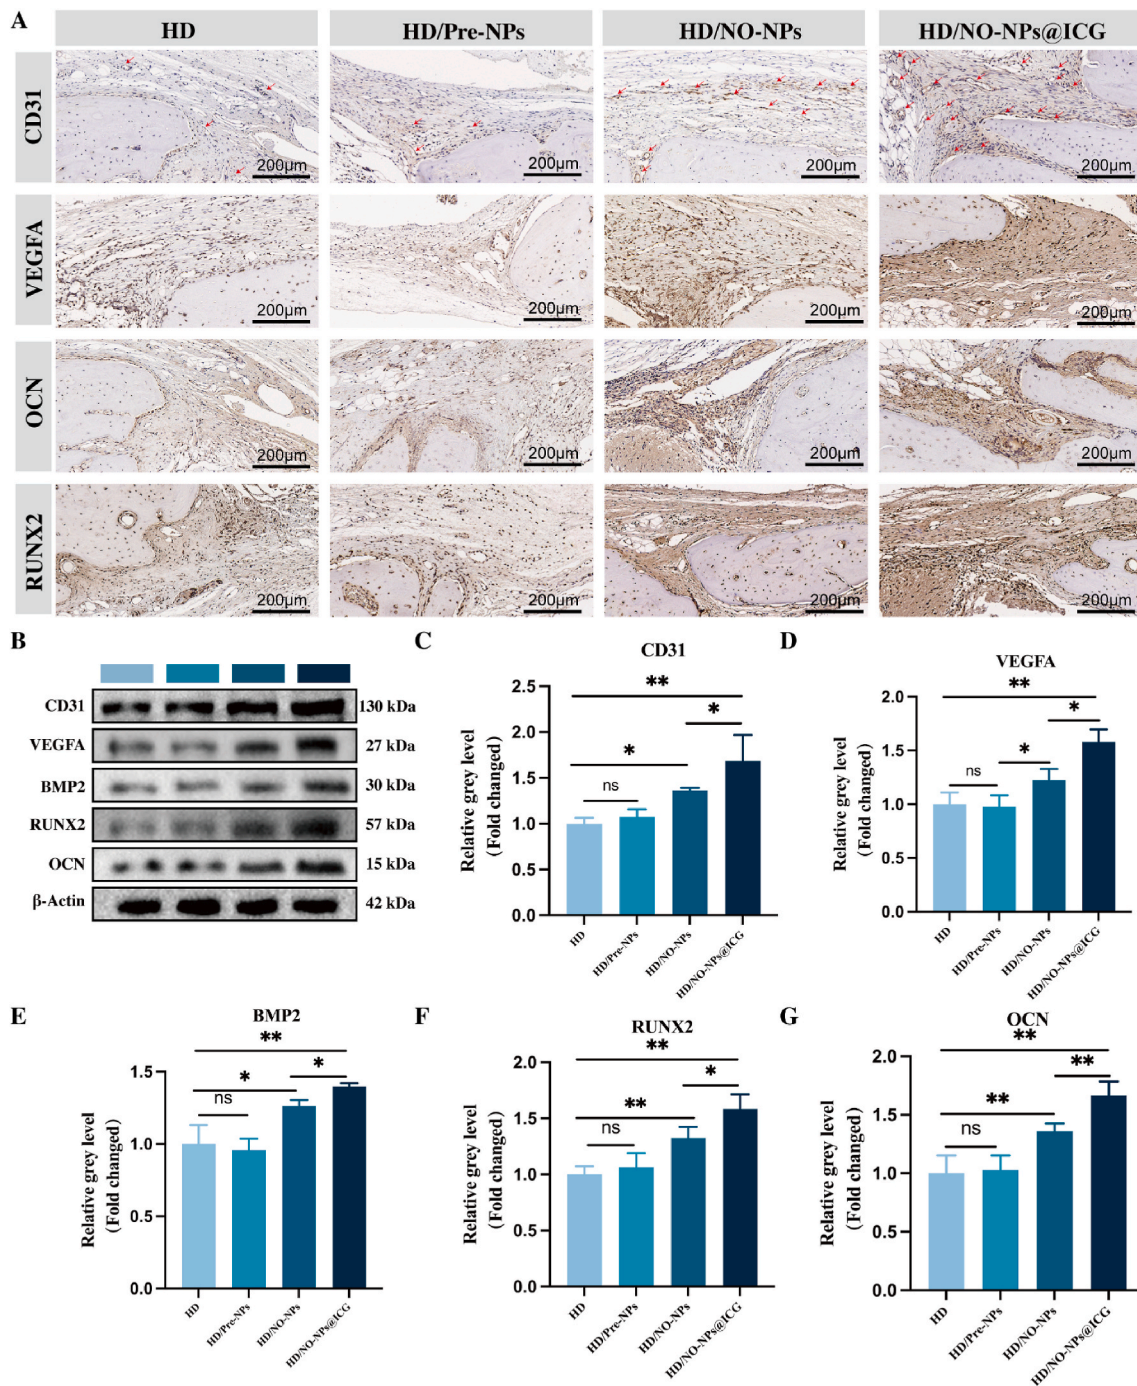 A
HD HD/Pre-NPs HD/NO-NPs HD/NO-NPs@ICG
CD31
200μm 200μm 200μm 200μm
VEGFA
200μm 200μm 200μm 200μm
OCN
200μm 200μm 200μm 200μm
RUNX2
200μm 200μm 200μm 200μm
B
CD31 130 kDa
VEGFA 27 kDa
BMP2 30 kDa
RUNX2 57 kDa
OCN 15 kDa
β-Actin 42 kDa
C
CD31
Relative grey level
(Fold changed)
2.5
2.0
1.5
1.0
0.5
0.0
**
*
*
ns
HD
HD/Pre-NPs
HD/NO-NPs
HD/NO-NPs@ICG
D
VEGFA
Relative grey level
(Fold changed)
2.0
1.5
1.0
0.5
0.0
**
*
*
ns
HD
HD/Pre-NPs
HD/NO-NPs
HD/NO-NPs@ICG
E
BMP2
Relative grey level
(Fold changed)
1.5
1.0
0.5
0.0
**
*
*
ns
HD
HD/Pre-NPs
HD/NO-NPs
HD/NO-NPs@ICG
F
RUNX2
Relative grey level
(Fold changed)
2.0
1.5
1.0
0.5
0.0
**
*
**
ns
HD
HD/Pre-NPs
HD/NO-NPs
HD/NO-NPs@ICG
G
OCN
Relative grey level
(Fold changed)
2.0
1.5
1.0
0.5
0.0
**
**
**
ns
HD
HD/Pre-NPs
HD/NO-NPs
HD/NO-NPs@ICG